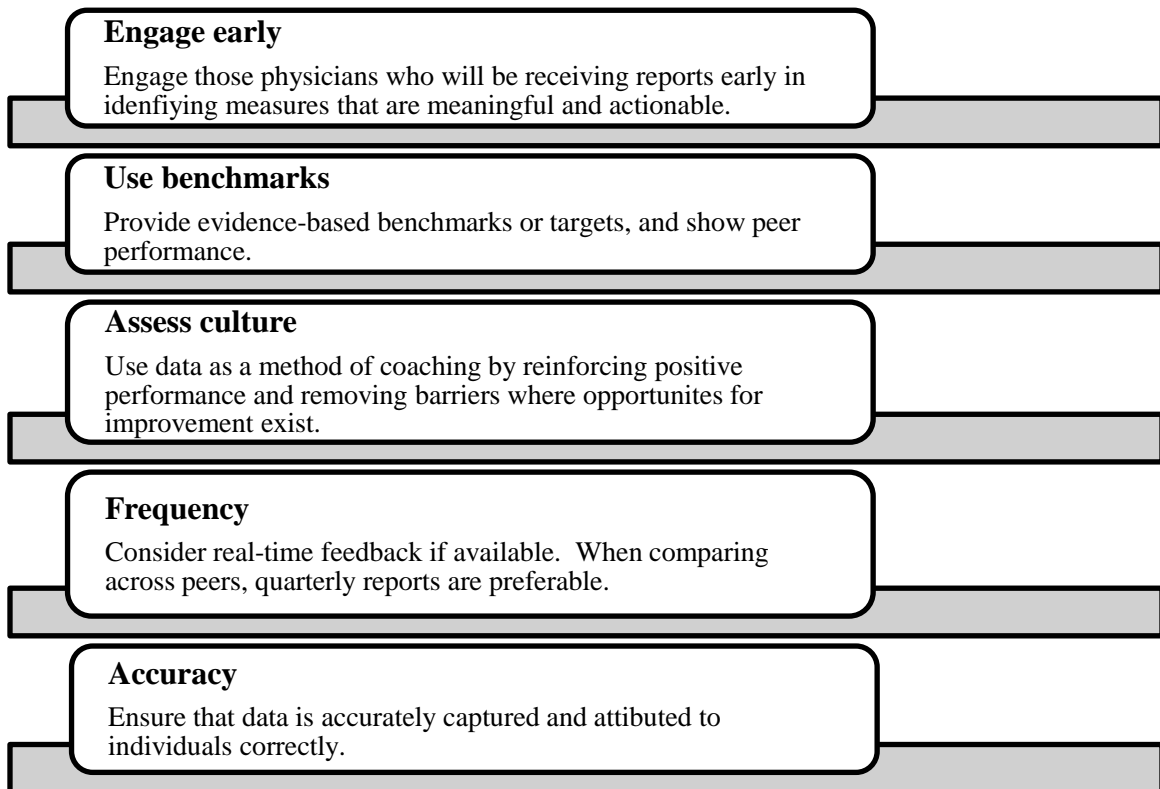 Engage early
Engage those physicians who will be receiving reports early in
idenfiying measures that are meaningful and actionable.
Use benchmarks
Provide evidence-based benchmarks or targets, and show peer
performance.
Assess culture
Use data as a method of coaching by reinforcing positive
performance and removing barriers where opportunites for
improvement exist.
Frequency
Consider real-time feedback if available.  When comparing
across peers, quarterly reports are preferable.
Accuracy
Ensure that data is accurately captured and attibuted to
individuals correctly.